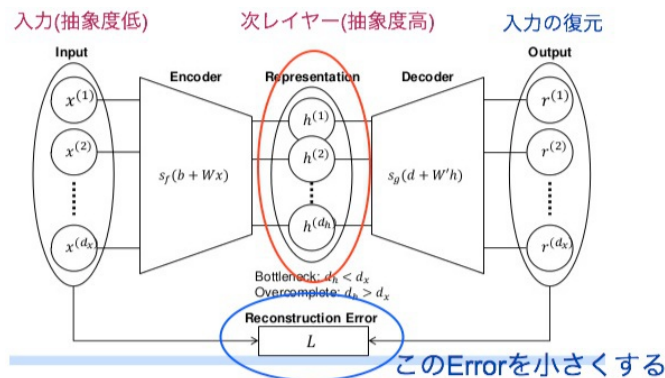 入力(抽象度低)
次レイヤー(抽象度高)
入力の復元
Input
Encoder
Representation
Decoder
Output
x^(1)
x^(2)
x^(d_x)
s_f(b + Wx)
h^(1)
h^(2)
h^(d_h)
s_g(d + W'h)
r^(1)
r^(2)
r^(d_x)
Bottleneck: d_h < d_x
Overcomplete: d_h > d_x
Reconstruction Error
L
このErrorを小さくする